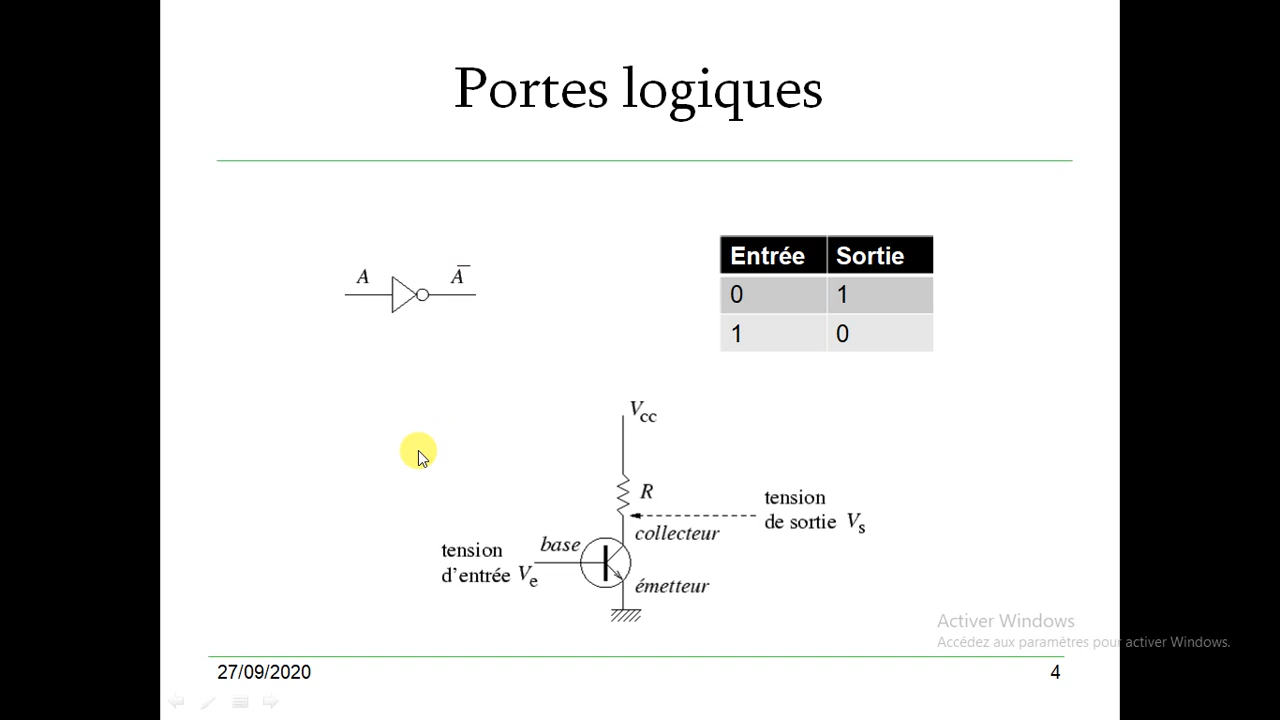 Portes logiques
A A̅
Entrée Sortie
0 1
1 0
Vcc
R
tension
de sortie Vs
collecteur
base
tension
d'entrée Ve
émetteur
Activer Windows
Accédez aux paramètres pour activer Windows.
27/09/2020 4